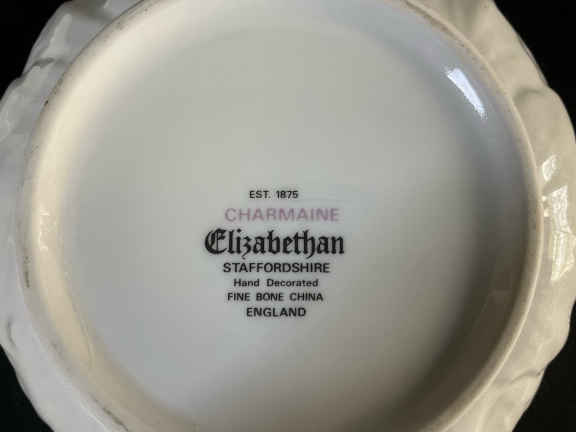 EST. 1875
CHARMAINE
Elizabethan
STAFFORDSHIRE
Hand Decorated
FINE BONE CHINA
ENGLAND